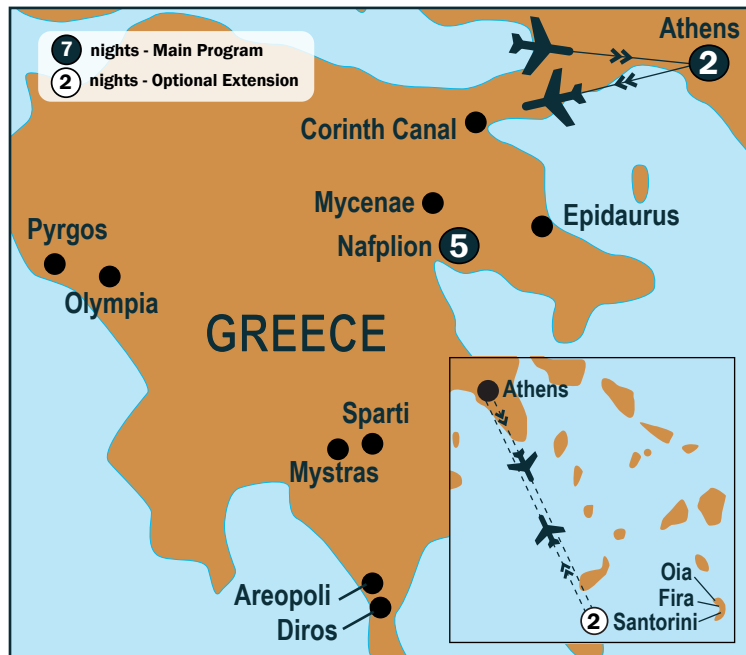 7 nights - Main Program
2 nights - Optional Extension
Athens
2
Corinth Canal
Mycenae
Epidaurus
Nafplion 5
Pyrgos
Olympia
GREECE
Sparti
Mystras
Areopoli
Diros
Athens
Oia
Fira
2 Santorini